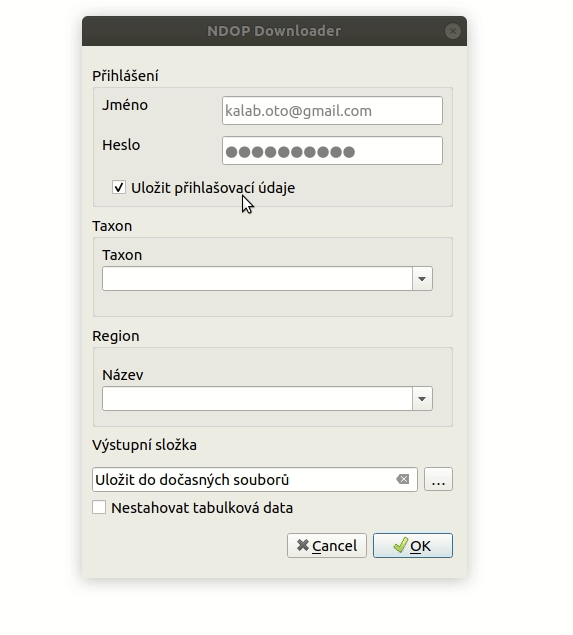 NDOP Downloader
Přihlášení
Jméno
kalab.oto@gmail.com
Heslo
●●●●●●●●●●
Uložit přihlašovací údaje
Taxon
Taxon
Region
Název
Výstupní složka
Uložit do dočasných souborů
...
Nestahovat tabulková data
Cancel
OK